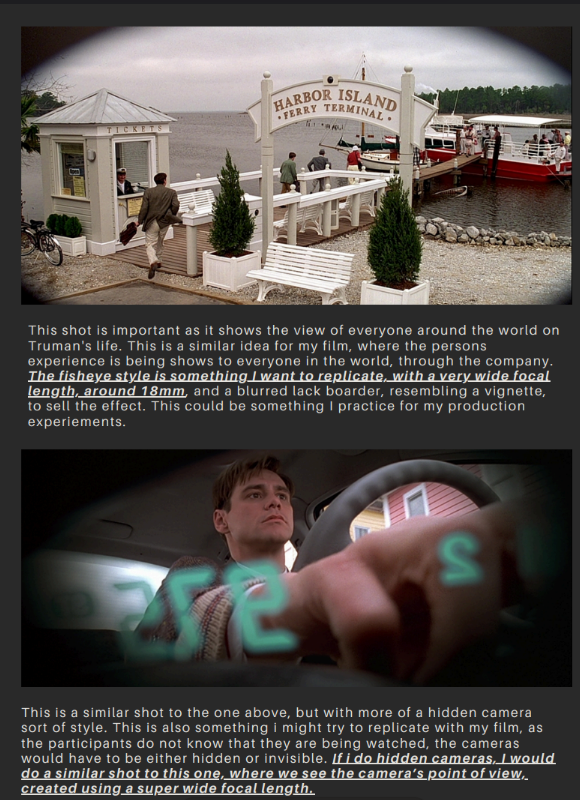 HARBOR ISLAND
• FERRY TERMINAL •
TICKETS
This shot is important as it shows the view of everyone around the world on
Truman's life. This is a similar idea for my film, where the persons
experience is being shows to everyone in the world, through the company.
The fisheye style is something I want to replicate, with a very wide focal
length, around 18mm, and a blurred lack boarder, resembling a vignette,
to sell the effect. This could be something I practice for my production
experiements.
This is a similar shot to the one above, but with more of a hidden camera
sort of style. This is also something i might try to replicate with my film, as
the participants do not know that they are being watched, the cameras
would have to be either hidden or invisible. If i do hidden cameras, I would
do a similar shot to this one, where we see the camera's point of view,
created using a super wide focal length.